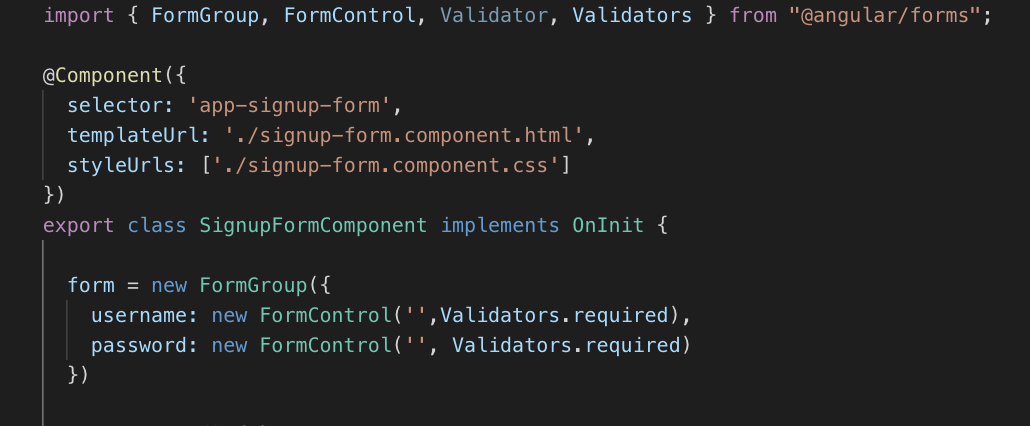 import { FormGroup, FormControl, Validator, Validators } from "@angular/forms";
@Component({
selector: 'app-signup-form',
templateUrl: './signup-form.component.html',
styleUrls: ['./signup-form.component.css']
})
export class SignupFormComponent implements OnInit {
form = new FormGroup({
username: new FormControl('',Validators.required),
password: new FormControl('', Validators.required)
})